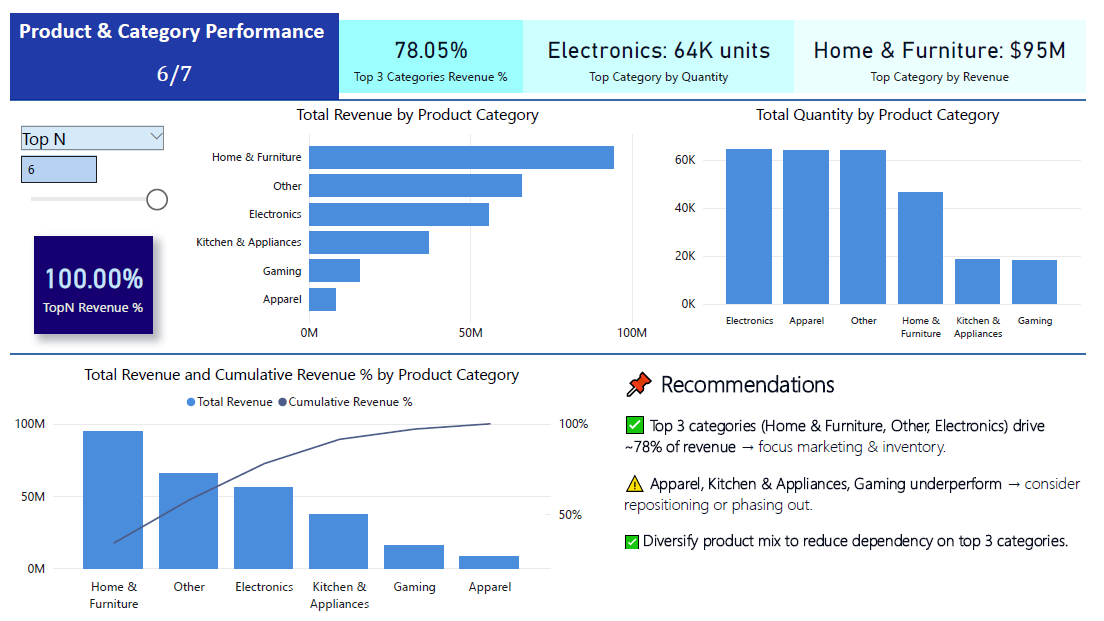 Product & Category Performance
6/7
78.05%
Top 3 Categories Revenue %
Electronics: 64K units
Top Category by Quantity
Home & Furniture: $95M
Top Category by Revenue
Top N
6
100.00%
TopN Revenue %
Total Revenue by Product Category
Home & Furniture
Other
Electronics
Kitchen & Appliances
Gaming
Apparel
0M 50M 100M
Total Quantity by Product Category
60K
40K
20K
0K
Electronics Apparel Other Home & Furniture Kitchen & Appliances Gaming
Total Revenue and Cumulative Revenue % by Product Category
Total Revenue Cumulative Revenue %
100M 100%
50M 50%
0M
Home & Furniture Other Electronics Kitchen & Appliances Gaming Apparel
📌 Recommendations
✅ Top 3 categories (Home & Furniture, Other, Electronics) drive
~78% of revenue → focus marketing & inventory.
⚠ Apparel, Kitchen & Appliances, Gaming underperform → consider
repositioning or phasing out.
✅ Diversify product mix to reduce dependency on top 3 categories.